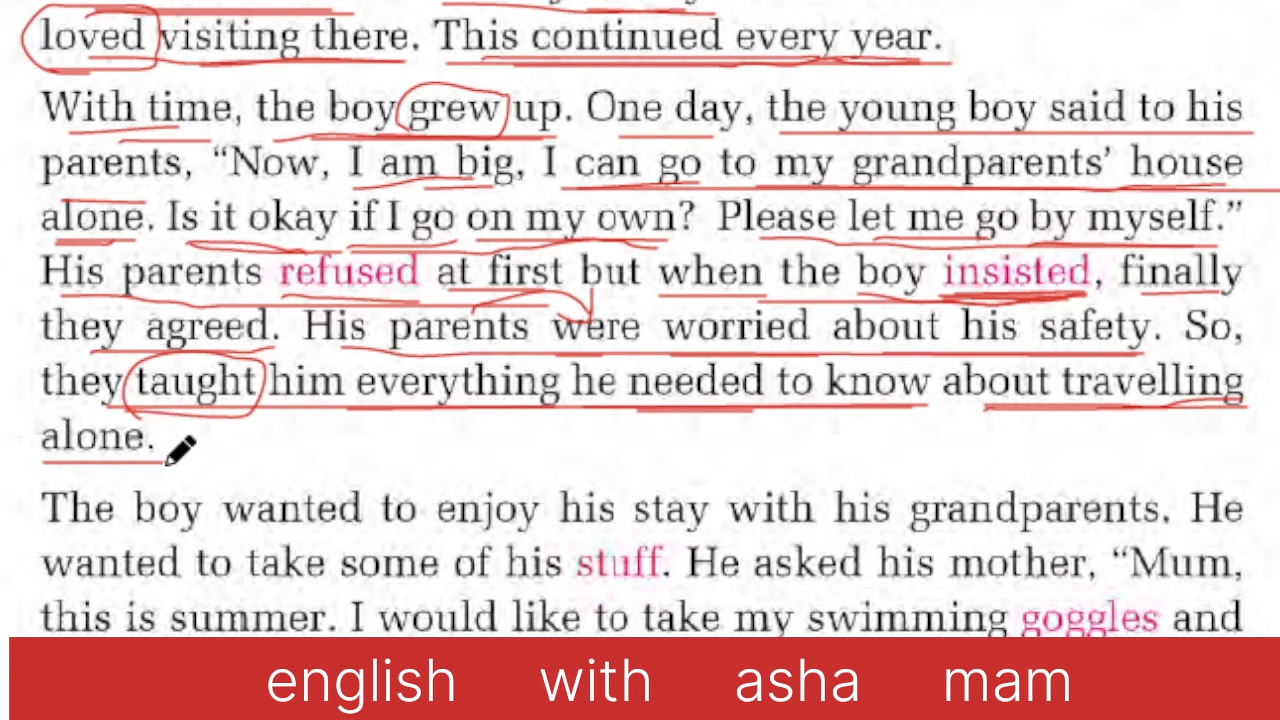 loved visiting there. This continued every year.
With time, the boy grew up. One day, the young boy said to his
parents, “Now, I am big, I can go to my grandparents’ house
alone. Is it okay if I go on my own? Please let me go by myself.”
His parents refused at first but when the boy insisted, finally
they agreed. His parents were worried about his safety. So,
they taught him everything he needed to know about travelling
alone.
The boy wanted to enjoy his stay with his grandparents. He
wanted to take some of his stuff. He asked his mother, “Mum,
this is summer. I would like to take my swimming goggles and
english with asha mam